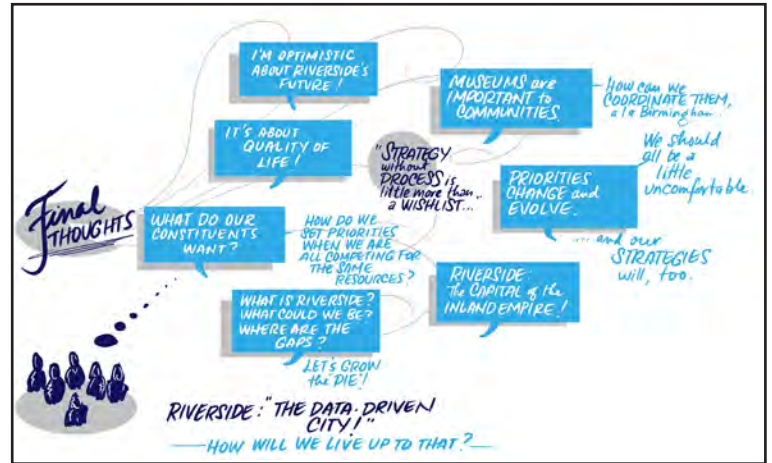 Final
THOUGHTS
I'M OPTIMISTIC
ABOUT RIVERSIDE'S
FUTURE!
IT'S ABOUT
QUALITY OF
LIFE!
WHAT DO OUR
CONSTITUENTS
WANT?
HOW DO WE
SET PRIORITIES
WHEN WE ARE
ALL COMPETING FOR
THE SAME
RESOURCES?
WHAT IS RIVERSIDE?
WHAT COULD WE BE?
WHERE ARE THE
GAPS?
LET'S GROW
the "PIE"!
"STRATEGY
without
PROCESS is
little more than..
a WISHLIST...
MUSEUMS are
IMPORTANT to
COMMUNITIES.
HOW can we
COORDINATE THEM,
a la Birmingham...
PRIORITIES
CHANGE and
EVOLVE.
We should
all be a
little,
uncomfortable
....and our
STRATEGIES
will, too.
RIVERSIDE:
the CAPITAL of the
INLAND EMPIRE!
RIVERSIDE: "THE DATA-DRIVEN
CITY!"
HOW WILL WE LIVE UP TO THAT?